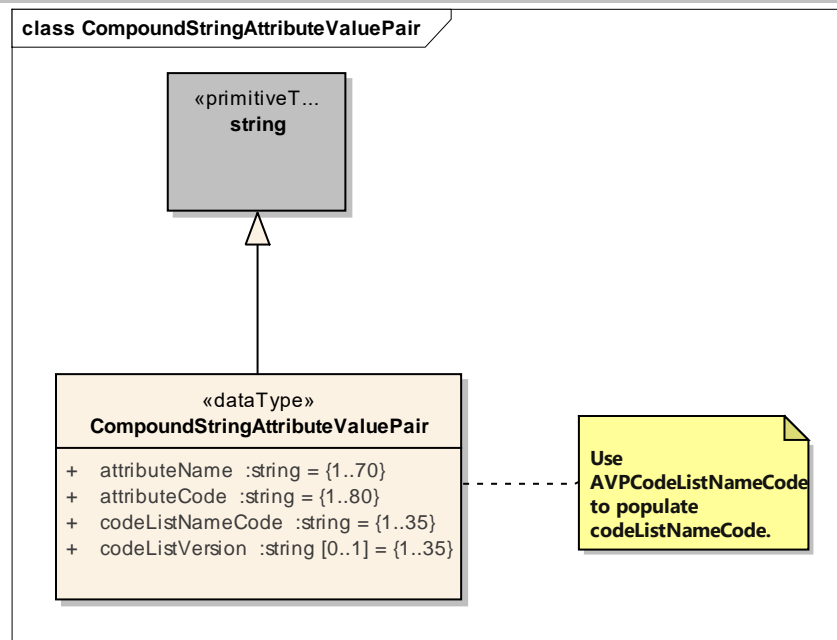 class CompoundStringAttributeValuePair
«primitiveT...
string
«dataType»
CompoundStringAttributeValuePair
+ attributeName :string = {1..70}
+ attributeCode :string = {1..80}
+ codeListNameCode :string = {1..35}
+ codeListVersion :string [0..1] = {1..35}
Use
AVPCodeListNameCode
to populate
codeListNameCode.